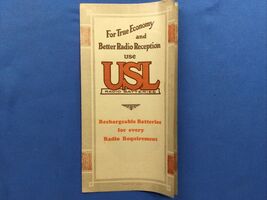 For True Economy
and
Better Radio Reception
use
USL
RADIO BATTERIES
Rechargeable Batteries
for every
Radio Requirement